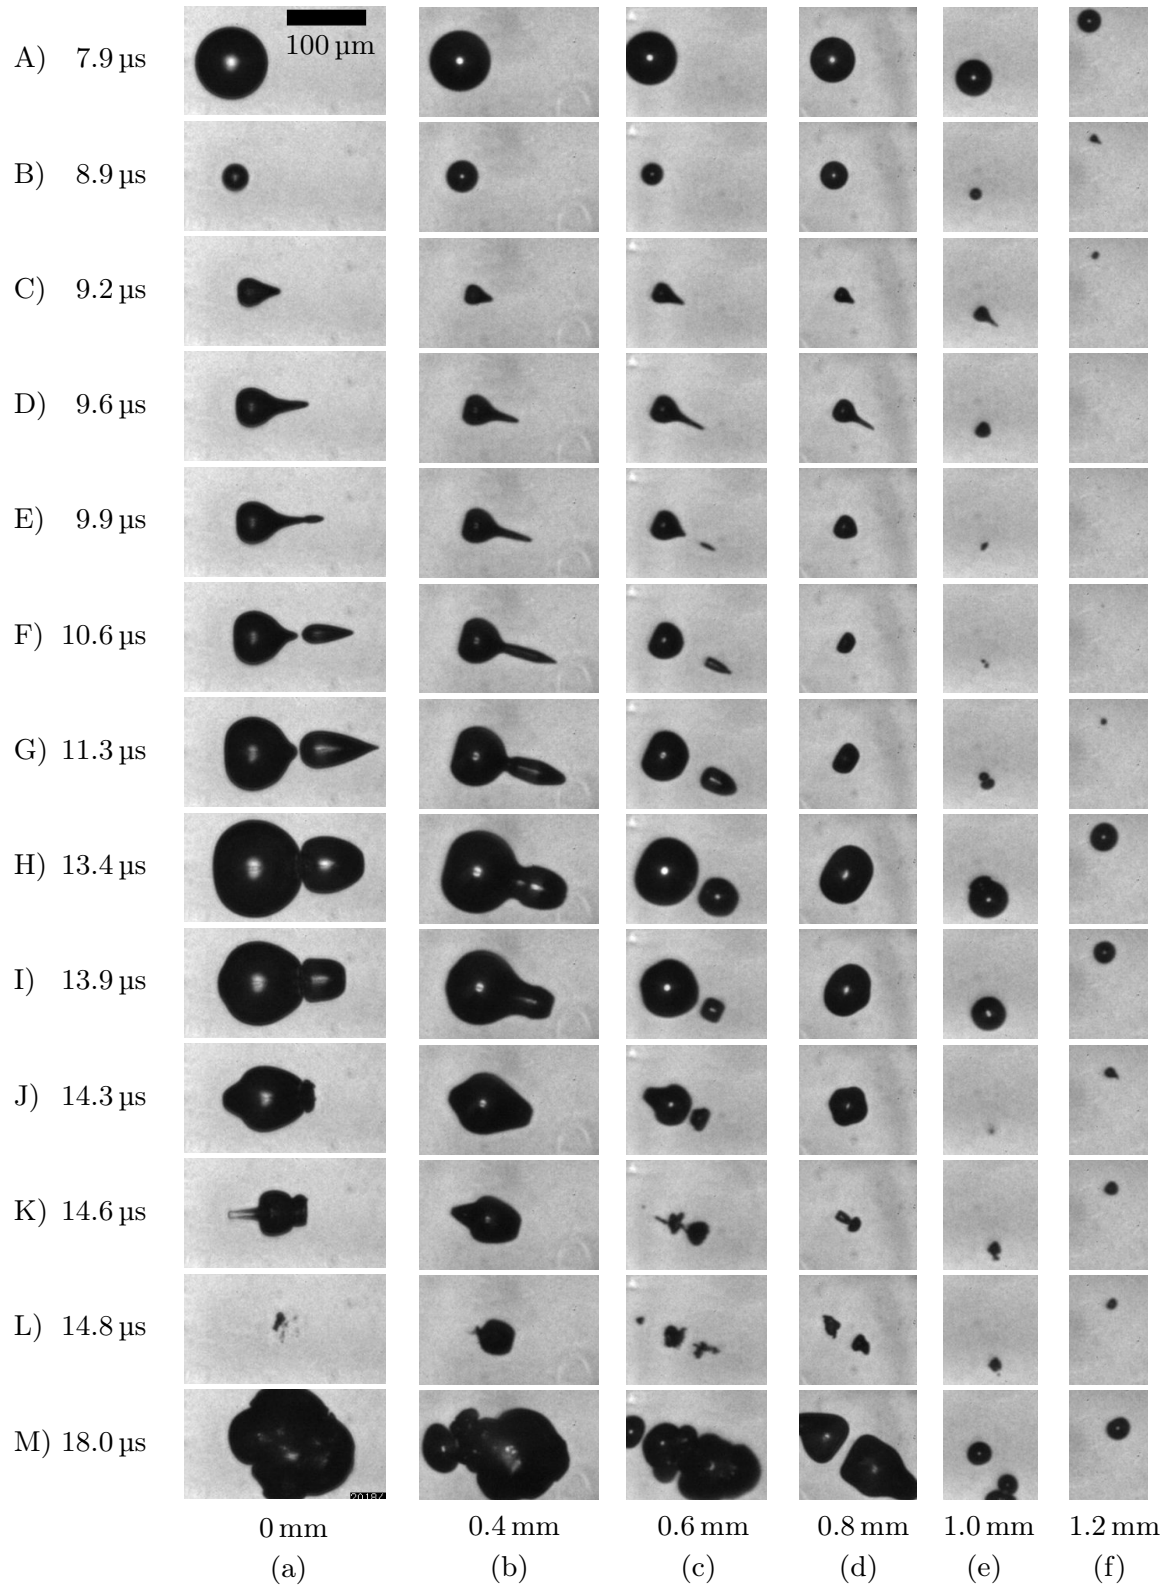 100 µm
A) 7.9 µs
B) 8.9 µs
C) 9.2 µs
D) 9.6 µs
E) 9.9 µs
F) 10.6 µs
G) 11.3 µs
H) 13.4 µs
I) 13.9 µs
J) 14.3 µs
K) 14.6 µs
L) 14.8 µs
M) 18.0 µs
0 mm 0.4 mm 0.6 mm 0.8 mm 1.0 mm 1.2 mm
(a) (b) (c) (d) (e) (f)